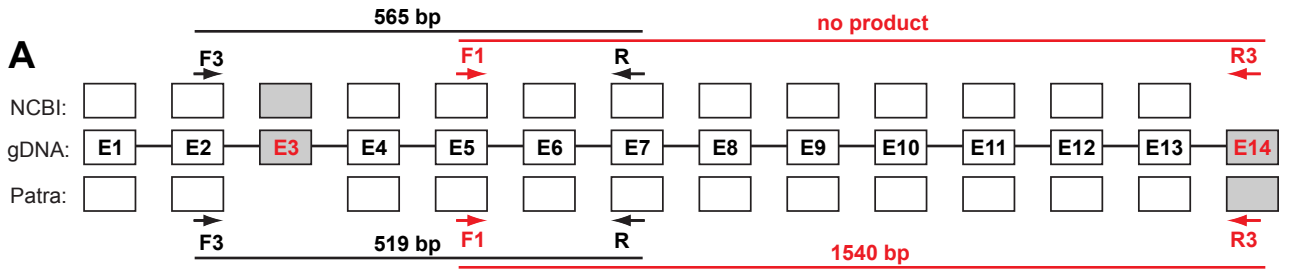 A
565 bp
no product
F3
F1
R
R3
NCBI:
gDNA: E1 E2 E3 E4 E5 E6 E7 E8 E9 E10 E11 E12 E13 E14
Patra:
F3
F1
R
R3
519 bp
1540 bp